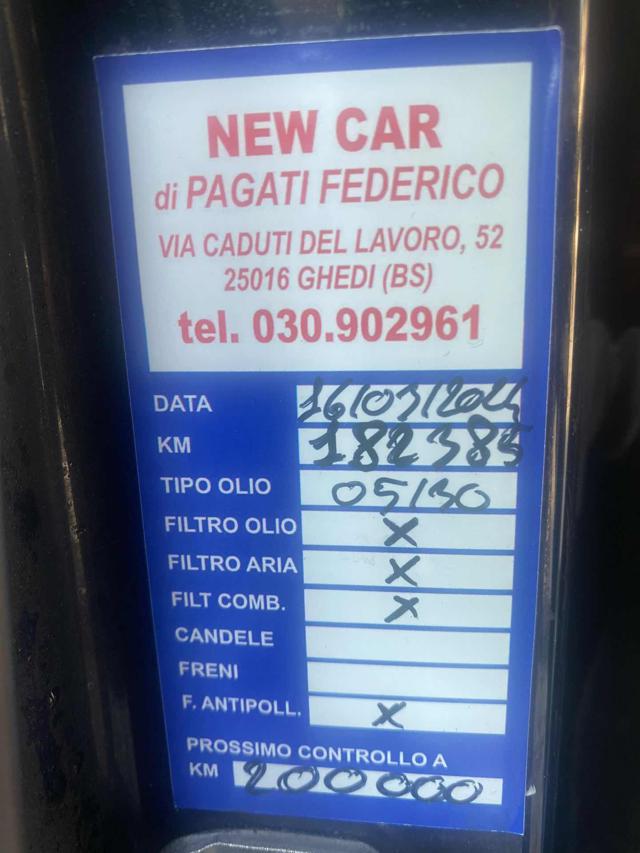 NEW CAR
di PAGATI FEDERICO
VIA CADUTI DEL LAVORO, 52
25016 GHEDI (BS)
tel. 030.902961
DATA 16/03/2024
KM 182385
TIPO OLIO 05/30
FILTRO OLIO X
FILTRO ARIA X
FILT COMB. X
CANDELE
FRENI
F. ANTIPOLL. X
PROSSIMO CONTROLLO A
KM 200000